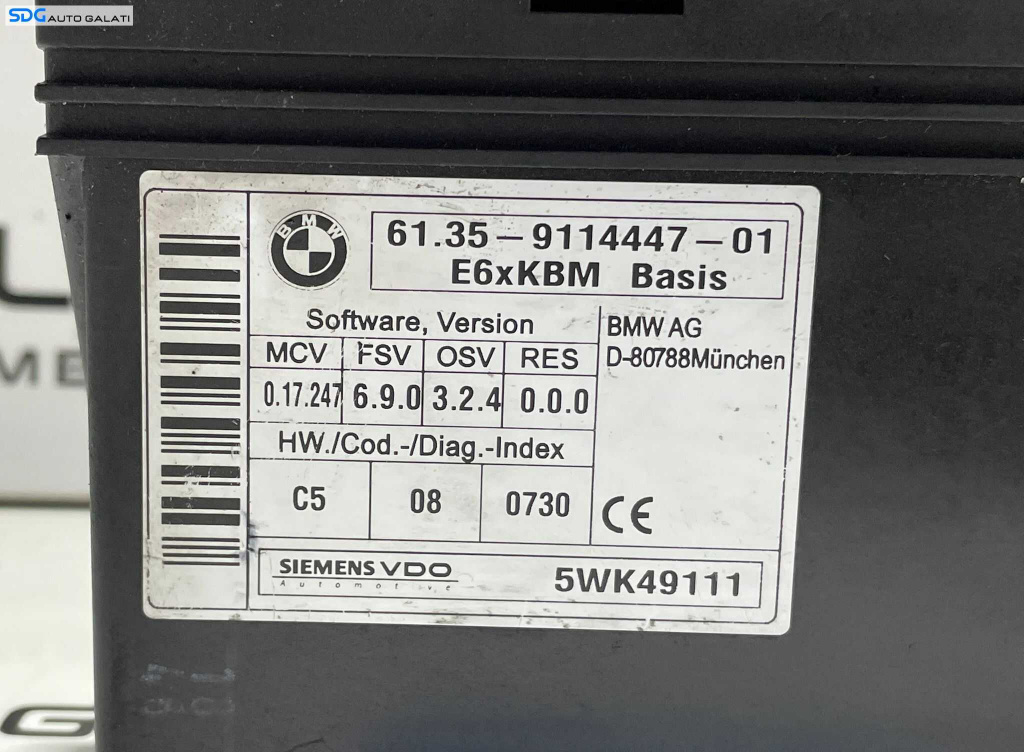 SDG AUTO GALATI
BMW
61.35-9114447-01
E6xKBM Basis
Software, Version
MCV FSV OSV RES
0.17.247 6.9.0 3.2.4 0.0.0
HW./Cod.-/Diag.-Index
C5 08 0730
BMW AG
D-80788München
CE
SIEMENS VDO
Automotive
5WK49111